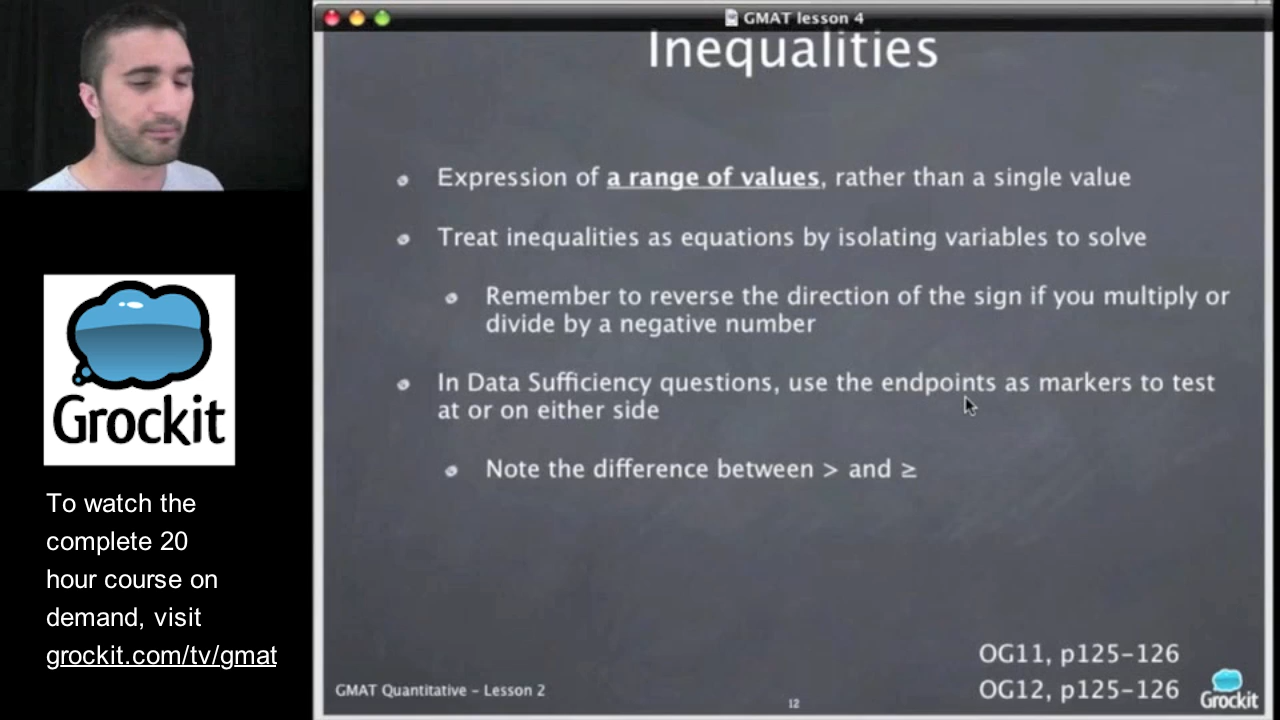 GMAT lesson 4
Inequalities
Expression of a range of values, rather than a single value
Treat inequalities as equations by isolating variables to solve
Remember to reverse the direction of the sign if you multiply or
divide by a negative number
In Data Sufficiency questions, use the endpoints as markers to test
at or on either side
Note the difference between > and ≥
OG11, p125-126
OG12, p125-126
GMAT Quantitative - Lesson 2
12
Grockit
Grockit
To watch the
complete 20
hour course on
demand, visit
grockit.com/tv/gmat